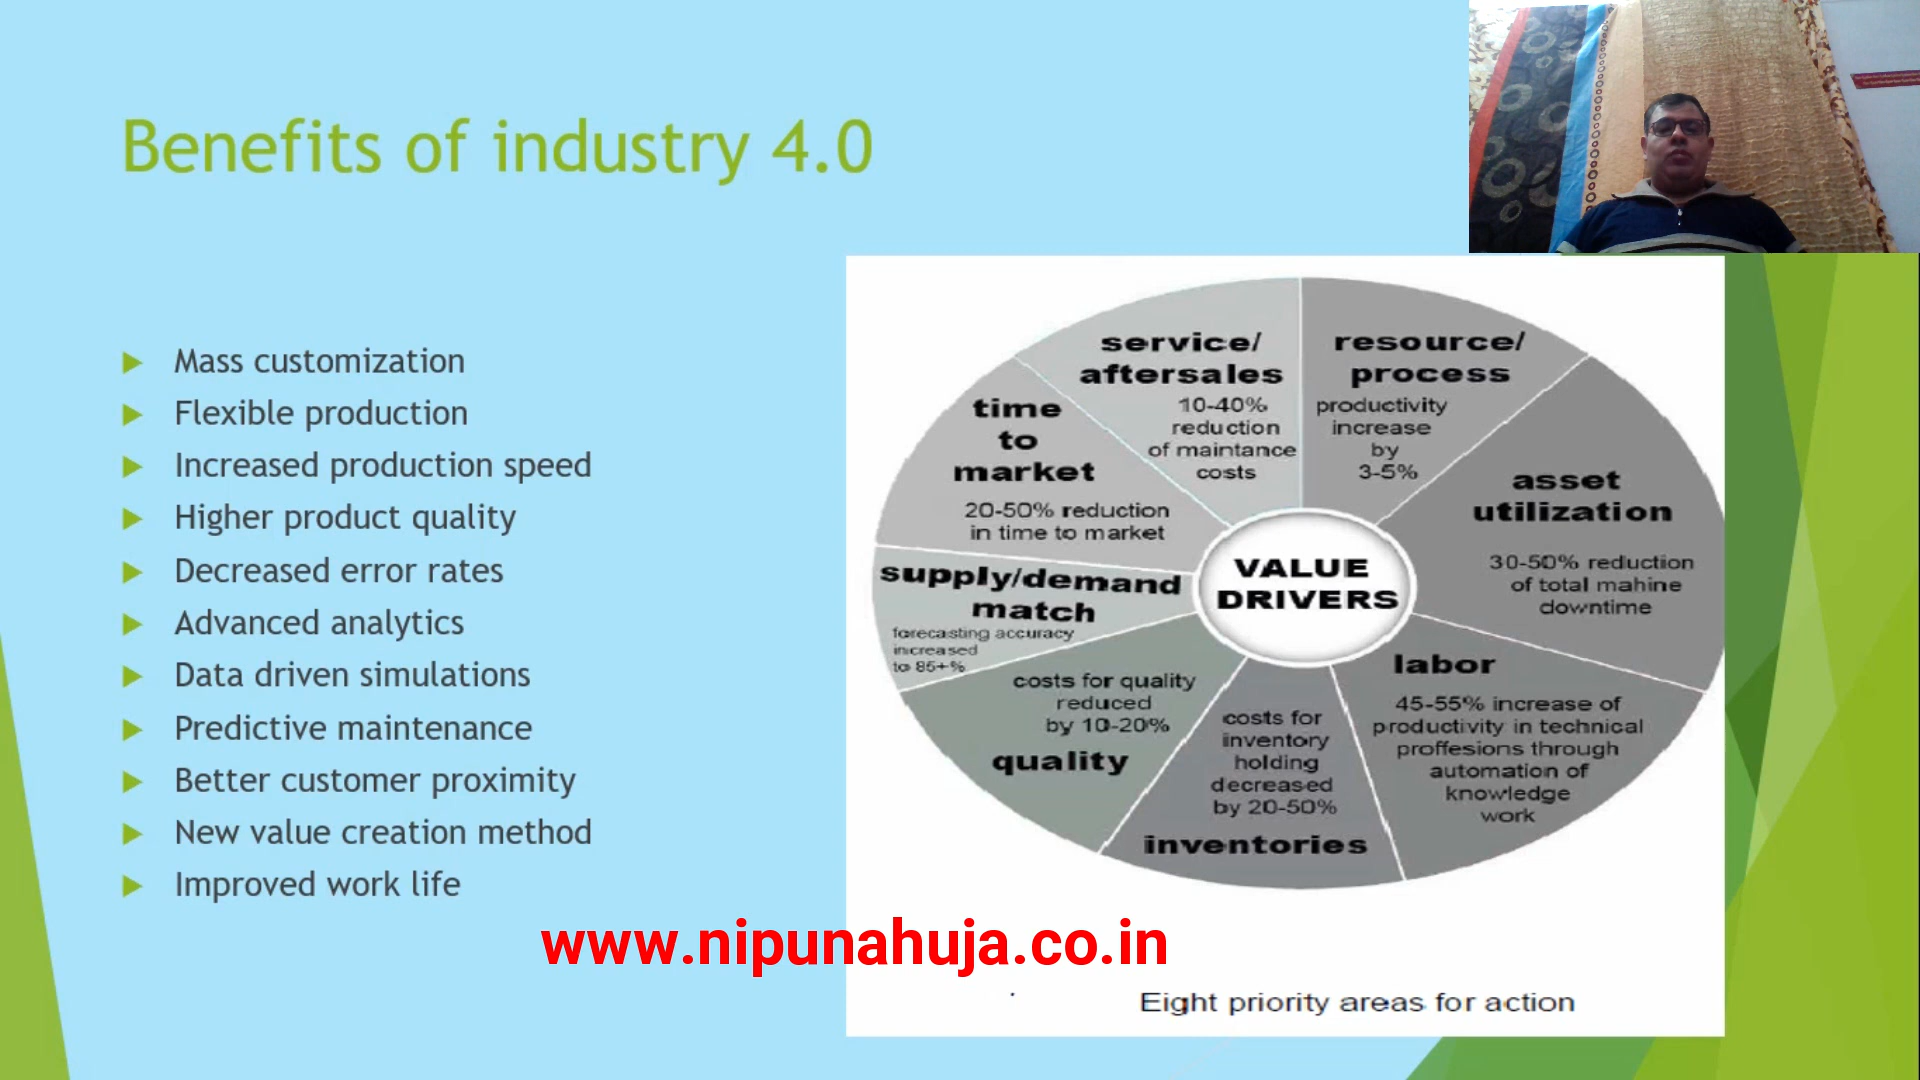 Benefits of industry 4.0
Mass customization
Flexible production
Increased production speed
Higher product quality
Decreased error rates
Advanced analytics
Data driven simulations
Predictive maintenance
Better customer proximity
New value creation method
Improved work life
service/
aftersales
10-40%
reduction
of maintance
costs
resource/
process
productivity
increase
by
3-5%
asset
utilization
30-50% reduction
of total mahine
downtime
labor
45-55% increase of
productivity in technical
proffesions through
automation of
knowledge
work
costs for
inventory
holding
decreased
by 20-50%
inventories
costs for quality
reduced
by 10-20%
quality
supply/demand
match
forecasting accuracy
increased
to 85+%
time
to
market
20-50% reduction
in time to market
VALUE
DRIVERS
www.nipunahuja.co.in
Eight priority areas for action